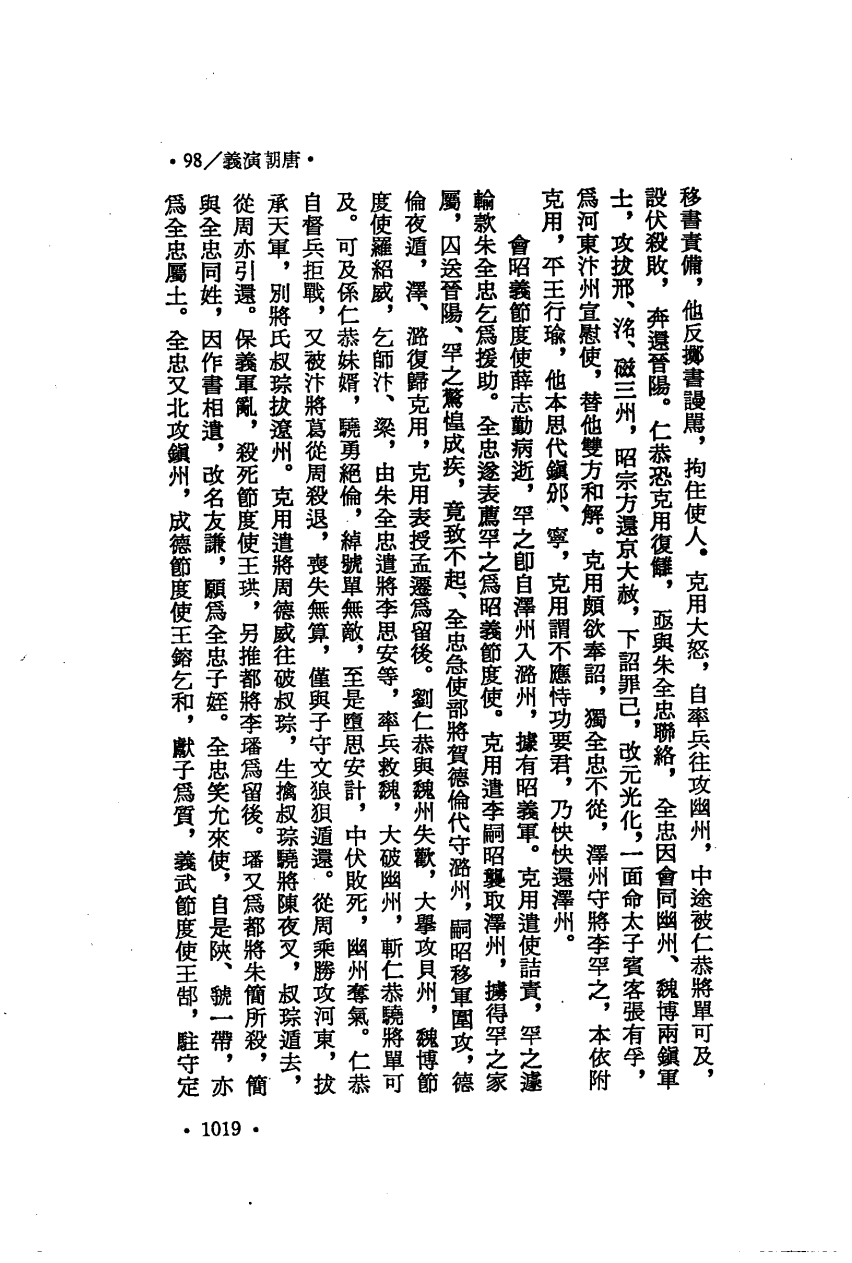 ·98／義演朝唐·
移書責備，他反擲書謾罵，拘住使人。克用大怒，自率兵往攻幽州，中途被仁恭將單可及，
設伏殺敗，奔還晉陽。仁恭恐克用復讎，亟與朱全忠聯絡，全忠因會同幽州、魏博兩鎭軍
士，攻拔邢、洺、磁三州，昭宗方還京大赦，下詔罪己，改元光化，一面命太子賓客張有孚，
爲河東汴州宣慰使，替他雙方和解。克用頗欲奉詔，獨全忠不從，澤州守將李罕之，本依附
克用，平王行瑜，他本思代鎭邠、寧，克用謂不應恃功要君，乃怏怏還澤州。
會昭義節度使薛志勤病逝，罕之卽自澤州入潞州，據有昭義軍。克用遣使詰責，罕之遽
輸款朱全忠乞爲援助。全忠遂表薦罕之爲昭義節度使。克用遣李嗣昭襲取澤州，擄得罕之家
屬，囚送晉陽、罕之驚惶成疾，竟致不起、全忠急使部將賀德倫代守潞州，嗣昭移軍圍攻，德
倫夜遁，澤、潞復歸克用，克用表授孟遷爲留後。劉仁恭與魏州失歡，大擧攻貝州，魏博節
度使羅紹威，乞師汴、梁，由朱全忠遣將李思安等，率兵救魏，大破幽州，斬仁恭驍將單可
及。可及係仁恭妹婿，驍勇絕倫，綽號單無敵，至是墮思安計，中伏敗死，幽州奪氣。仁恭
自督兵拒戰，又被汴將葛從周殺退，喪失無算，僅與子守文狼狽遁還。從周乘勝攻河東，拔
承天軍，別將氏叔琮拔遼州。克用遣將周德威往破叔琮，生擒叔琮驍將陳夜叉，叔琮遁去，
從周亦引還。保義軍亂，殺死節度使王珙，另推都將李璠爲留後。璠又爲都將朱簡所殺，簡
與全忠同姓，因作書相遺，改名友謙，願爲全忠子姪。全忠笑允來使，自是陝、虢一帶，亦
爲全忠屬土。全忠又北攻鎭州，成德節度使王鎔乞和，獻子爲質，義武節度使王郜，駐守定
·1019·